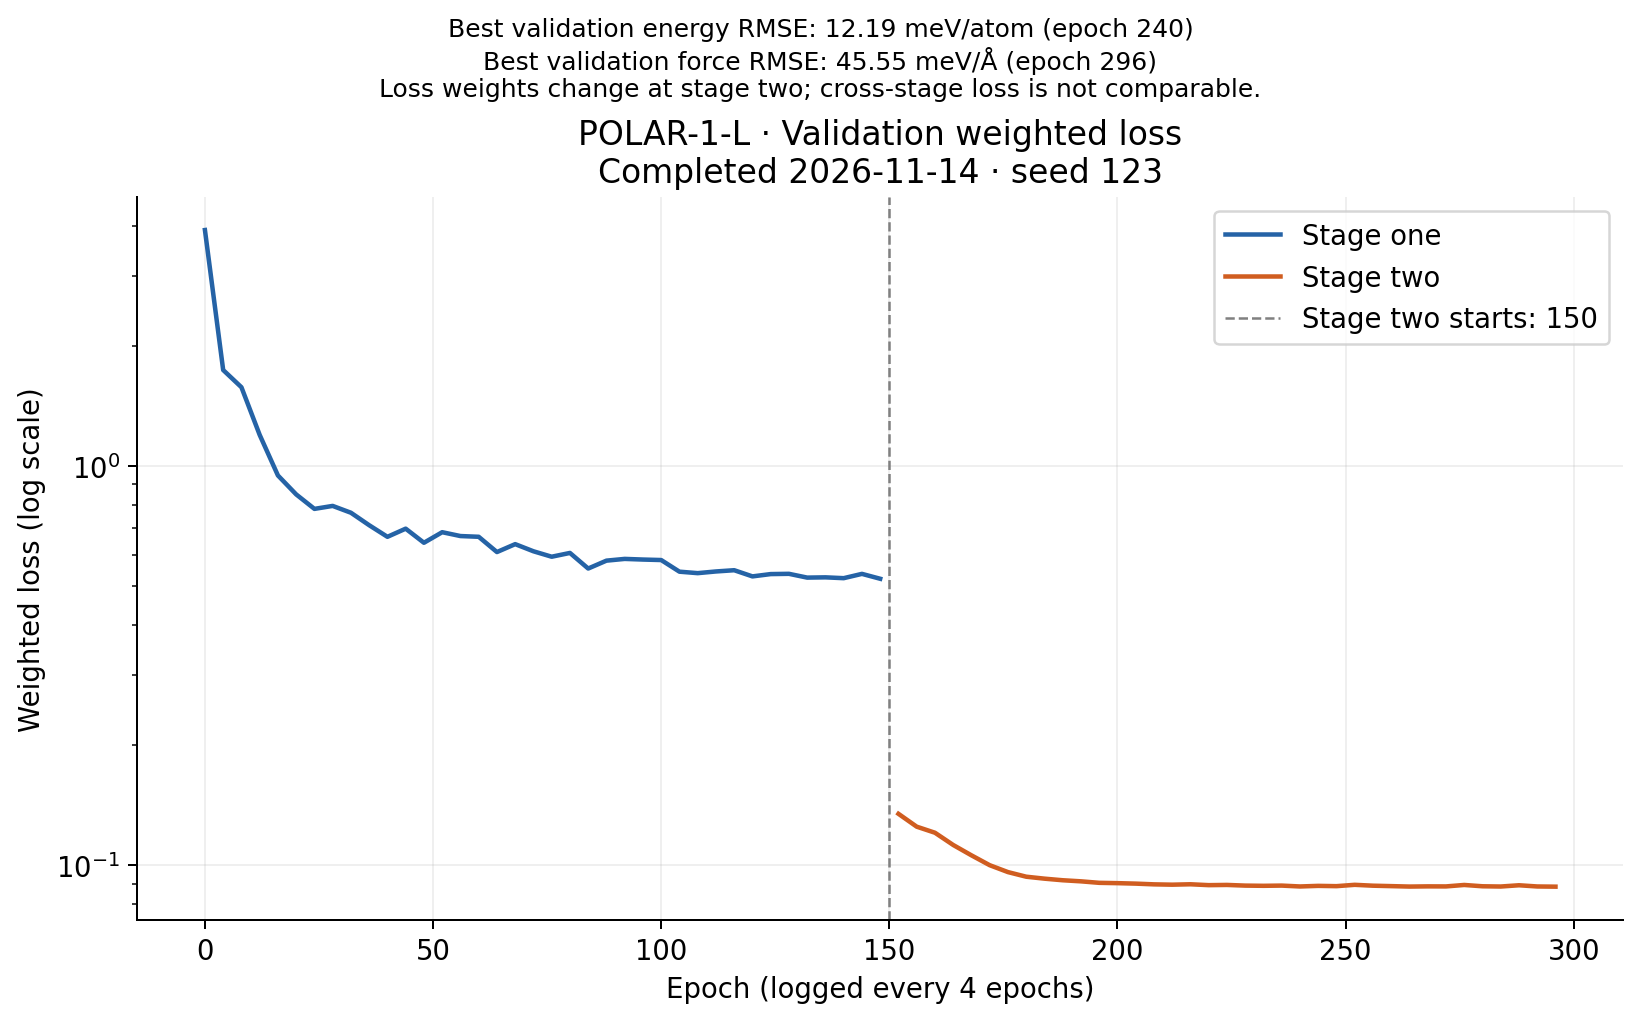 Best validation energy RMSE: 12.19 meV/atom (epoch 240)
Best validation force RMSE: 45.55 meV/Å (epoch 296)
Loss weights change at stage two; cross-stage loss is not comparable.
POLAR-1-L · Validation weighted loss
Completed 2026-11-14 · seed 123
Stage one
Stage two
Stage two starts: 150
Weighted loss (log scale)
10⁰
10⁻¹
0 50 100 150 200 250 300
Epoch (logged every 4 epochs)